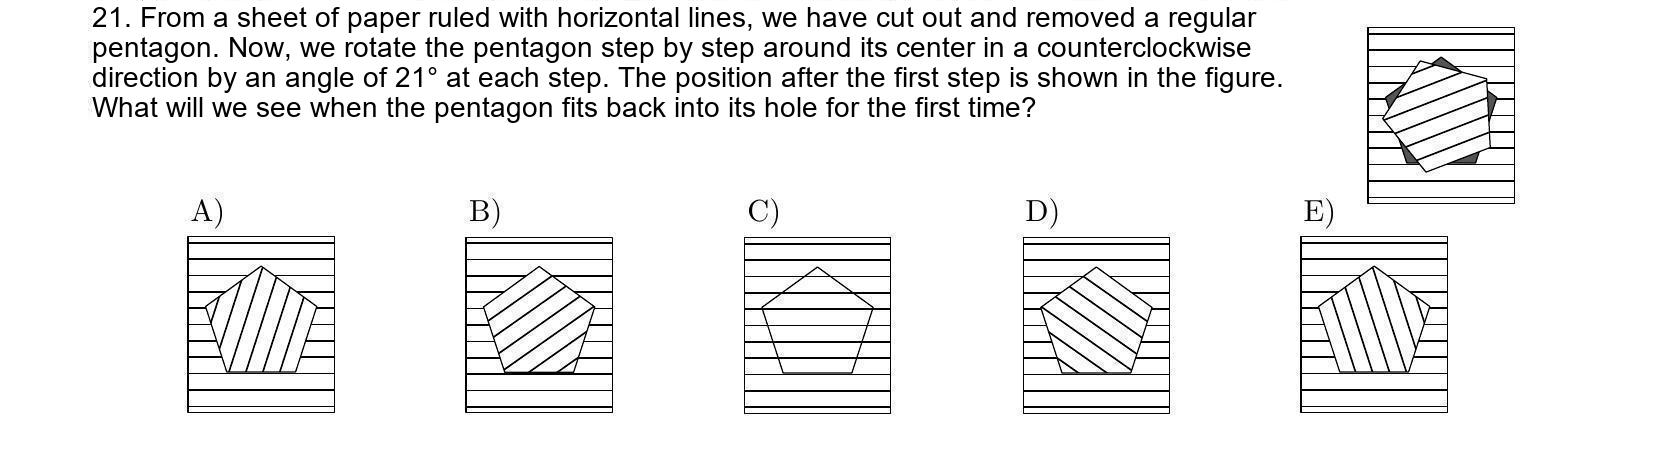 21. From a sheet of paper ruled with horizontal lines, we have cut out and removed a regular
pentagon. Now, we rotate the pentagon step by step around its center in a counterclockwise
direction by an angle of 21° at each step. The position after the first step is shown in the figure.
What will we see when the pentagon fits back into its hole for the first time?
A)
B)
C)
D)
E)